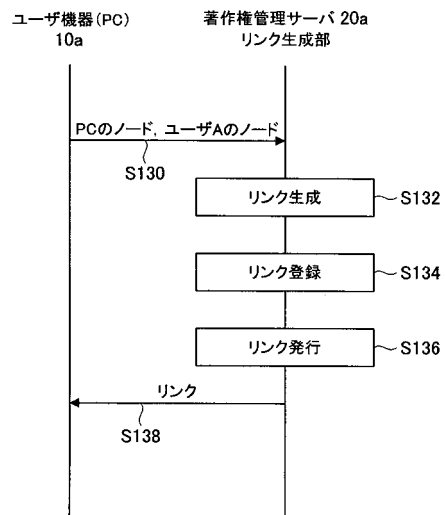 ユーザ機器(PC)
10a
著作権管理サーバ 20a
リンク生成部
PCのノード, ユーザAのノード
S130
リンク生成
S132
リンク登録
S134
リンク発行
S136
リンク
S138